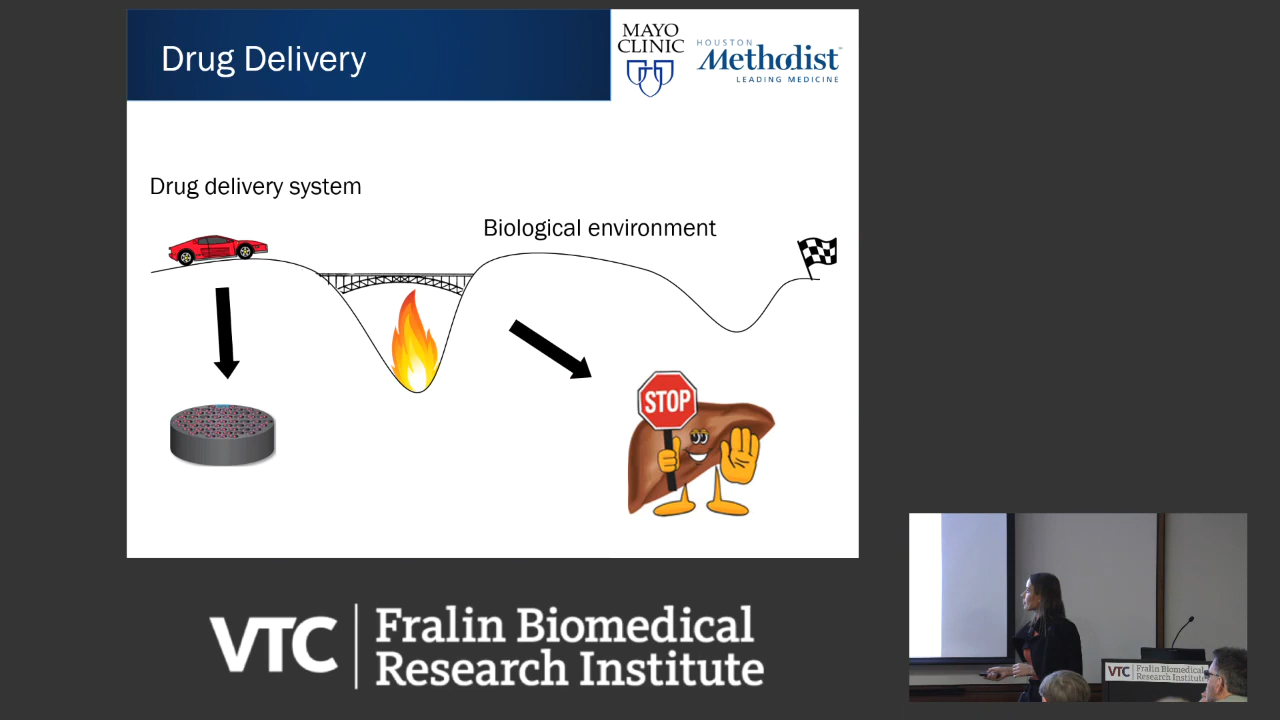 Drug Delivery
MAYO
CLINIC
HOUSTON
Methodist
LEADING MEDICINE
Drug delivery system
Biological environment
STOP
VTC
Fralin Biomedical
Research Institute
VTC
Fralin Biomedical
Research Institute